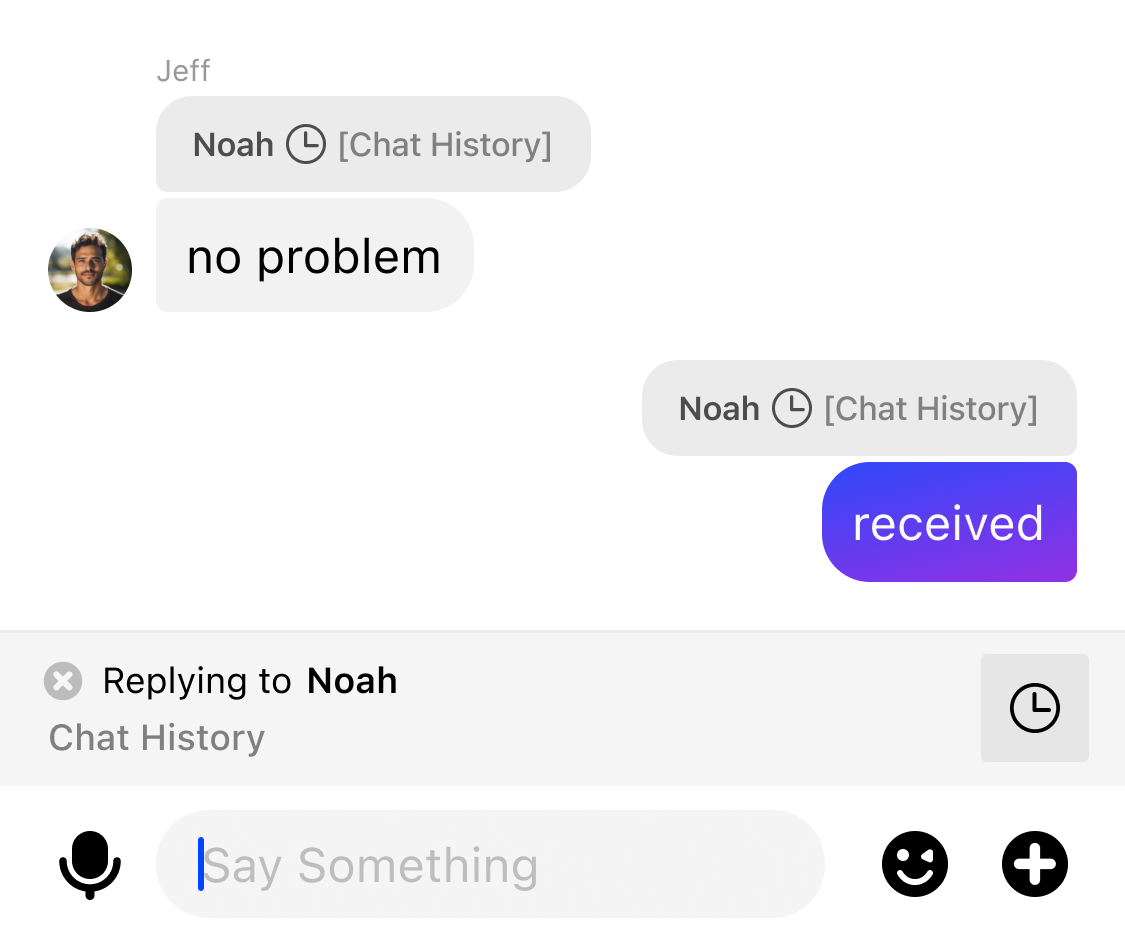 Jeff
Noah [Chat History]
no problem
Noah [Chat History]
received
Replying to Noah
Chat History
Say Something